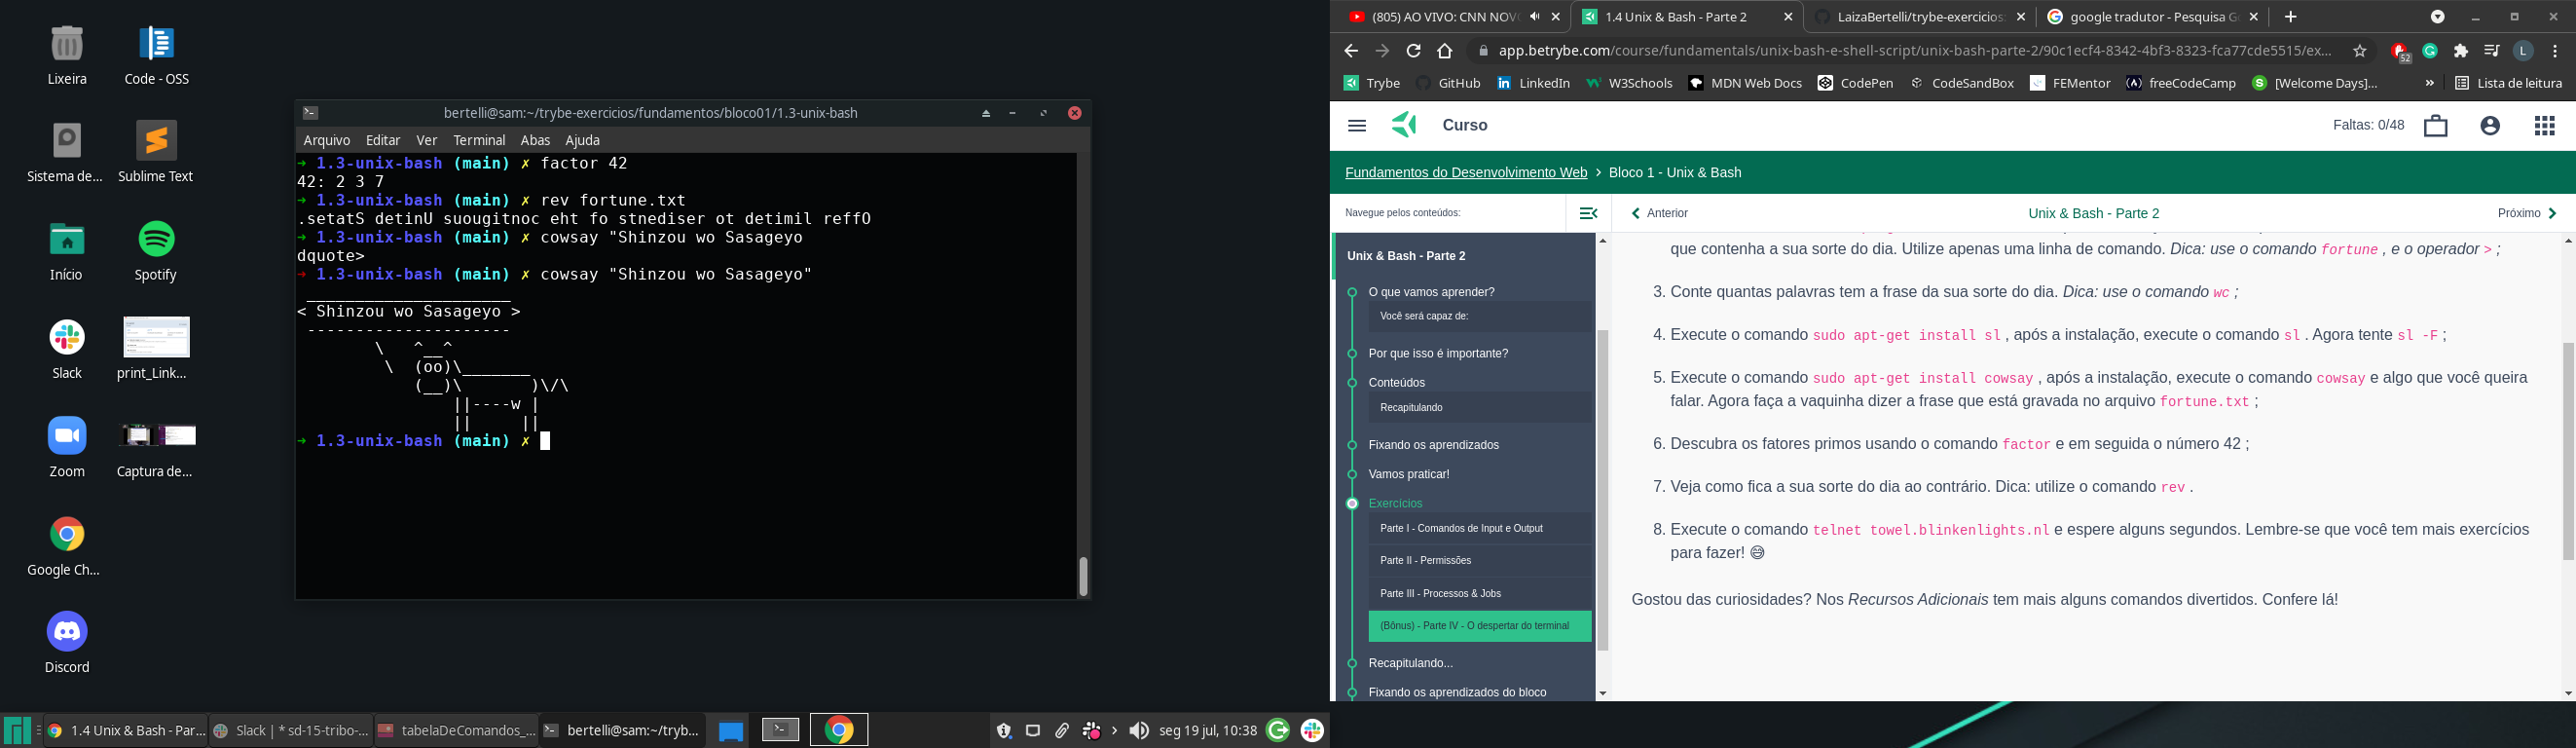 Lixeira
Code - OSS
Sistema de...
Sublime Text
Início
Spotify
Slack
print_Link...
Zoom
Captura de...
Google Ch...
Discord
bertelli@sam:~/trybe-exercicios/fundamentos/bloco01/1.3-unix-bash
Arquivo Editar Ver Terminal Abas Ajuda
➜ 1.3-unix-bash (main) ✗ factor 42
42: 2 3 7
➜ 1.3-unix-bash (main) ✗ rev fortune.txt
.setatS detinU suougitnoc eht fo stnediser ot detimil reffO
➜ 1.3-unix-bash (main) ✗ cowsay "Shinzou wo Sasageyo
dquote>
➜ 1.3-unix-bash (main) ✗ cowsay "Shinzou wo Sasageyo"
 _____________________
< Shinzou wo Sasageyo >
 ---------------------
        \   ^__^
         \  (oo)\_______
            (__)\       )\/\
                ||----w |
                ||     ||
➜ 1.3-unix-bash (main) ✗
1.4 Unix & Bash - Par...
Slack | * sd-15-tribo-...
tabelaDeComandos_...
bertelli@sam:~/tryb...
seg 19 jul, 10:38
(805) AO VIVO: CNN NOVO
1.4 Unix & Bash - Parte 2
LaizaBertelli/trybe-exercicios:
google tradutor - Pesquisa G
app.betrybe.com/course/fundamentals/unix-bash-e-shell-script/unix-bash-parte-2/90c1ecf4-8342-4bf3-8323-fca77cde5515/ex...
52
L
Trybe GitHub LinkedIn W3Schools MDN Web Docs CodePen CodeSandBox FEMentor freeCodeCamp [Welcome Days]... » Lista de leitura
Curso
Faltas: 0/48
Fundamentos do Desenvolvimento Web > Bloco 1 - Unix & Bash
Navegue pelos conteúdos:
Anterior
Unix & Bash - Parte 2
Próximo
Unix & Bash - Parte 2
O que vamos aprender?
Você será capaz de:
Por que isso é importante?
Conteúdos
Recapitulando
Fixando os aprendizados
Vamos praticar!
Exercícios
Parte I - Comandos de Input e Output
Parte II - Permissões
Parte III - Processos & Jobs
(Bônus) - Parte IV - O despertar do terminal
Recapitulando...
Fixando os aprendizados do bloco
que contenha a sua sorte do dia. Utilize apenas uma linha de comando. Dica: use o comando fortune , e o operador > ;
3. Conte quantas palavras tem a frase da sua sorte do dia. Dica: use o comando wc ;
4. Execute o comando sudo apt-get install sl , após a instalação, execute o comando sl . Agora tente sl -F ;
5. Execute o comando sudo apt-get install cowsay , após a instalação, execute o comando cowsay e algo que você queira
falar. Agora faça a vaquinha dizer a frase que está gravada no arquivo fortune.txt ;
6. Descubra os fatores primos usando o comando factor e em seguida o número 42 ;
7. Veja como fica a sua sorte do dia ao contrário. Dica: utilize o comando rev .
8. Execute o comando telnet towel.blinkenlights.nl e espere alguns segundos. Lembre-se que você tem mais exercícios
para fazer! 😅
Gostou das curiosidades? Nos Recursos Adicionais tem mais alguns comandos divertidos. Confere lá!